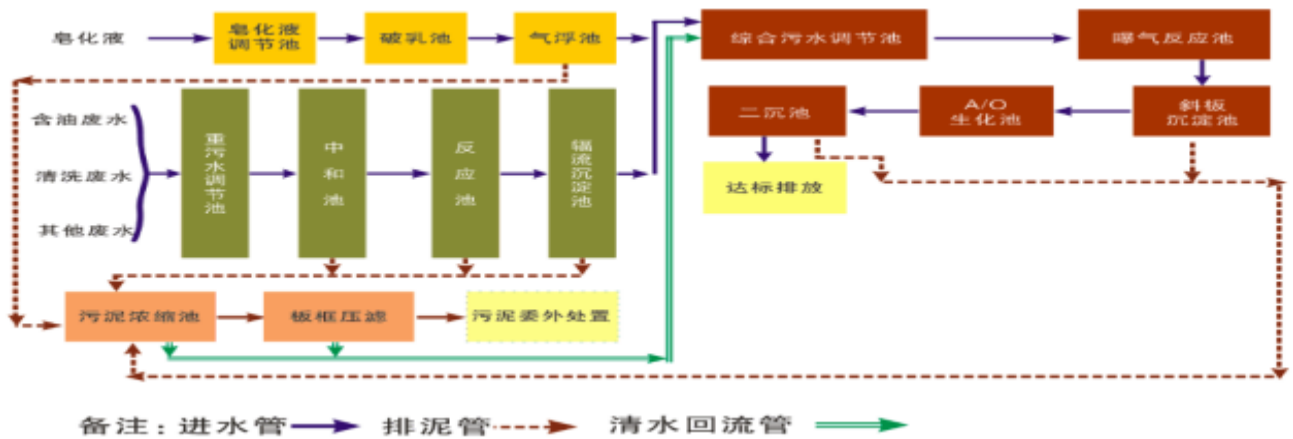 皂化液
皂化液
调节池
破乳池
气浮池
综合污水调节池
曝气反应池
含油废水
清洗废水
其他废水
重污水调节池
中和池
反应池
辐流沉淀池
二沉池
A/O
生化池
斜板
沉淀池
达标排放
污泥浓缩池
板框压滤
污泥委外处置
备注：进水管
排泥管
清水回流管